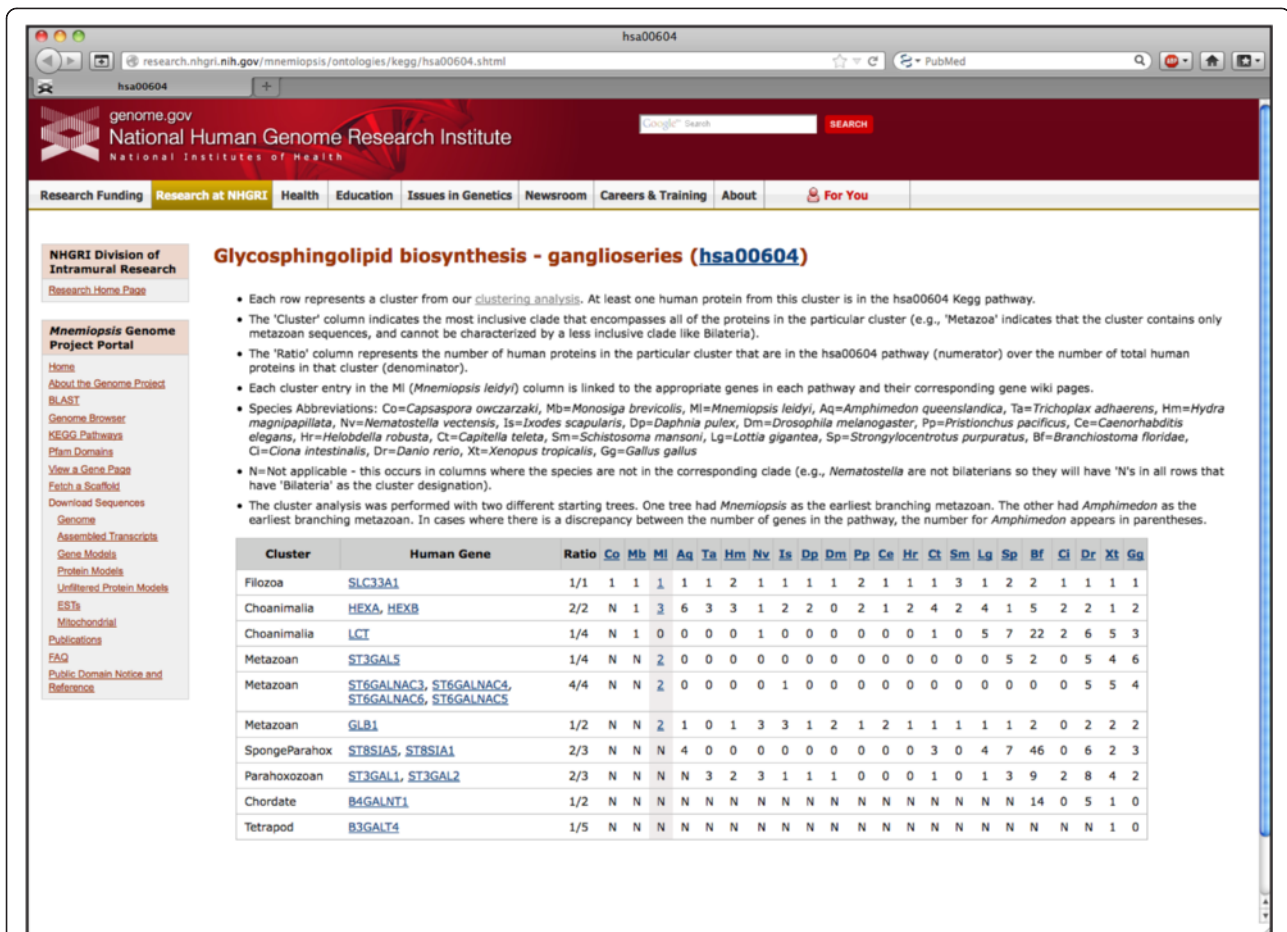 hsa00604
research.nhgri.nih.gov/mnemiopsis/ontologies/kegg/hsa00604.shtml
PubMed
hsa00604
genome.gov
National Human Genome Research Institute
National Institutes of Health
Google™ Search
SEARCH
Research Funding Research at NHGRI Health Education Issues in Genetics Newsroom Careers & Training About For You
NHGRI Division of
Intramural Research
Research Home Page
Mnemiopsis Genome
Project Portal
Home
About the Genome Project
BLAST
Genome Browser
KEGG Pathways
Pfam Domains
View a Gene Page
Fetch a Scaffold
Download Sequences
Genome
Assembled Transcripts
Gene Models
Protein Models
Unfiltered Protein Models
ESTs
Mitochondrial
Publications
FAQ
Public Domain Notice and
Reference
Glycosphingolipid biosynthesis - ganglioseries (hsa00604)
• Each row represents a cluster from our clustering analysis. At least one human protein from this cluster is in the hsa00604 Kegg pathway.
• The 'Cluster' column indicates the most inclusive clade that encompasses all of the proteins in the particular cluster (e.g., 'Metazoa' indicates that the cluster contains only
metazoan sequences, and cannot be characterized by a less inclusive clade like Bilateria).
• The 'Ratio' column represents the number of human proteins in the particular cluster that are in the hsa00604 pathway (numerator) over the number of total human
proteins in that cluster (denominator).
• Each cluster entry in the Ml (Mnemiopsis leidyi) column is linked to the appropriate genes in each pathway and their corresponding gene wiki pages.
• Species Abbreviations: Co=Capsaspora owczarzaki, Mb=Monosiga brevicolis, Ml=Mnemiopsis leidyi, Aq=Amphimedon queenslandica, Ta=Trichoplax adhaerens, Hm=Hydra
magnipapillata, Nv=Nematostella vectensis, Is=Ixodes scapularis, Dp=Daphnia pulex, Dm=Drosophila melanogaster, Pp=Pristionchus pacificus, Ce=Caenorhabditis
elegans, Hr=Helobdella robusta, Ct=Capitella teleta, Sm=Schistosoma mansoni, Lg=Lottia gigantea, Sp=Strongylocentrotus purpuratus, Bf=Branchiostoma floridae,
Ci=Ciona intestinalis, Dr=Danio rerio, Xt=Xenopus tropicalis, Gg=Gallus gallus
• N=Not applicable - this occurs in columns where the species are not in the corresponding clade (e.g., Nematostella are not bilaterians so they will have 'N's in all rows that
have 'Bilateria' as the cluster designation).
• The cluster analysis was performed with two different starting trees. One tree had Mnemiopsis as the earliest branching metazoan. The other had Amphimedon as the
earliest branching metazoan. In cases where there is a discrepancy between the number of genes in the pathway, the number for Amphimedon appears in parentheses.
Cluster Human Gene Ratio Co Mb Ml Aq Ta Hm Nv Is Dp Dm Pp Ce Hr Ct Sm Lg Sp Bf Ci Dr Xt Gg
Filozoa SLC33A1 1/1 1 1 1 1 1 2 1 1 1 1 2 1 1 1 3 1 2 2 1 1 1 1
Choanimalia HEXA, HEXB 2/2 N 1 3 6 3 3 1 2 2 0 2 1 2 4 2 4 1 5 2 2 1 2
Choanimalia LCT 1/4 N 1 0 0 0 0 1 0 0 0 0 0 0 1 0 5 7 22 2 6 5 3
Metazoan ST3GAL5 1/4 N N 2 0 0 0 0 0 0 0 0 0 0 0 0 0 5 2 0 5 4 6
Metazoan ST6GALNAC3, ST6GALNAC4, 4/4 N N 2 0 0 0 0 1 0 0 0 0 0 0 0 0 0 0 0 5 5 4
ST6GALNAC6, ST6GALNAC5
Metazoan GLB1 1/2 N N 2 1 0 1 3 3 1 2 1 2 1 1 1 1 1 2 0 2 2 2
SpongeParahox ST8SIA5, ST8SIA1 2/3 N N N 4 0 0 0 0 0 0 0 0 0 3 0 4 7 46 0 6 2 3
Parahoxozoan ST3GAL1, ST3GAL2 2/3 N N N N 3 2 3 1 1 1 0 0 0 1 0 1 3 9 2 8 4 2
Chordate B4GALNT1 1/2 N N N N N N N N N N N N N N N N N 14 0 5 1 0
Tetrapod B3GALT4 1/5 N N N N N N N N N N N N N N N N N N N N 1 0